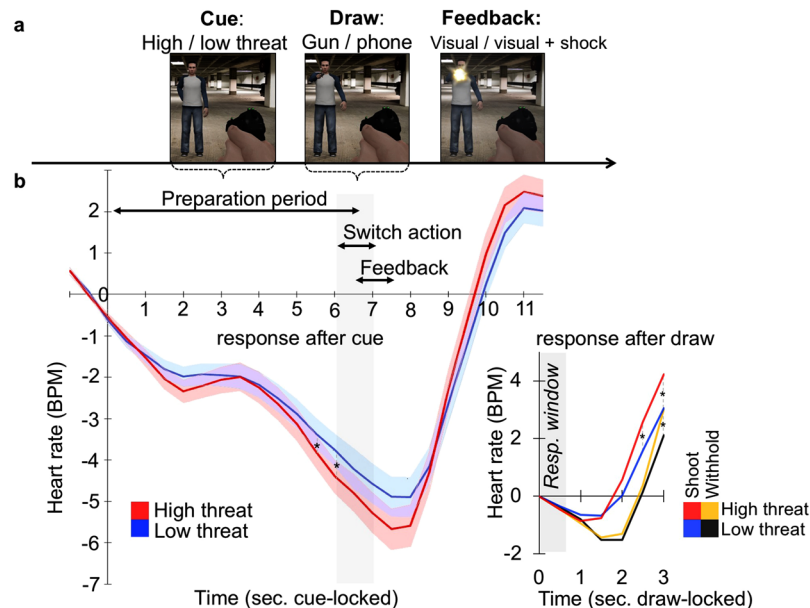 a
Cue:
High / low threat
Draw:
Gun / phone
Feedback:
Visual / visual + shock
b
Preparation period
Switch action
Feedback
2
1
0
-1
-2
-3
-4
-5
-6
-7
1 2 3 4 5 6 7 8 9 10 11
response after cue
Heart rate (BPM)
* *
High threat
Low threat
Time (sec. cue-locked)
response after draw
Resp. window
Heart rate (BPM)
4
2
0
-2
* * *
0 1 2 3
Shoot
Withhold
High threat
Low threat
Time (sec. draw-locked)